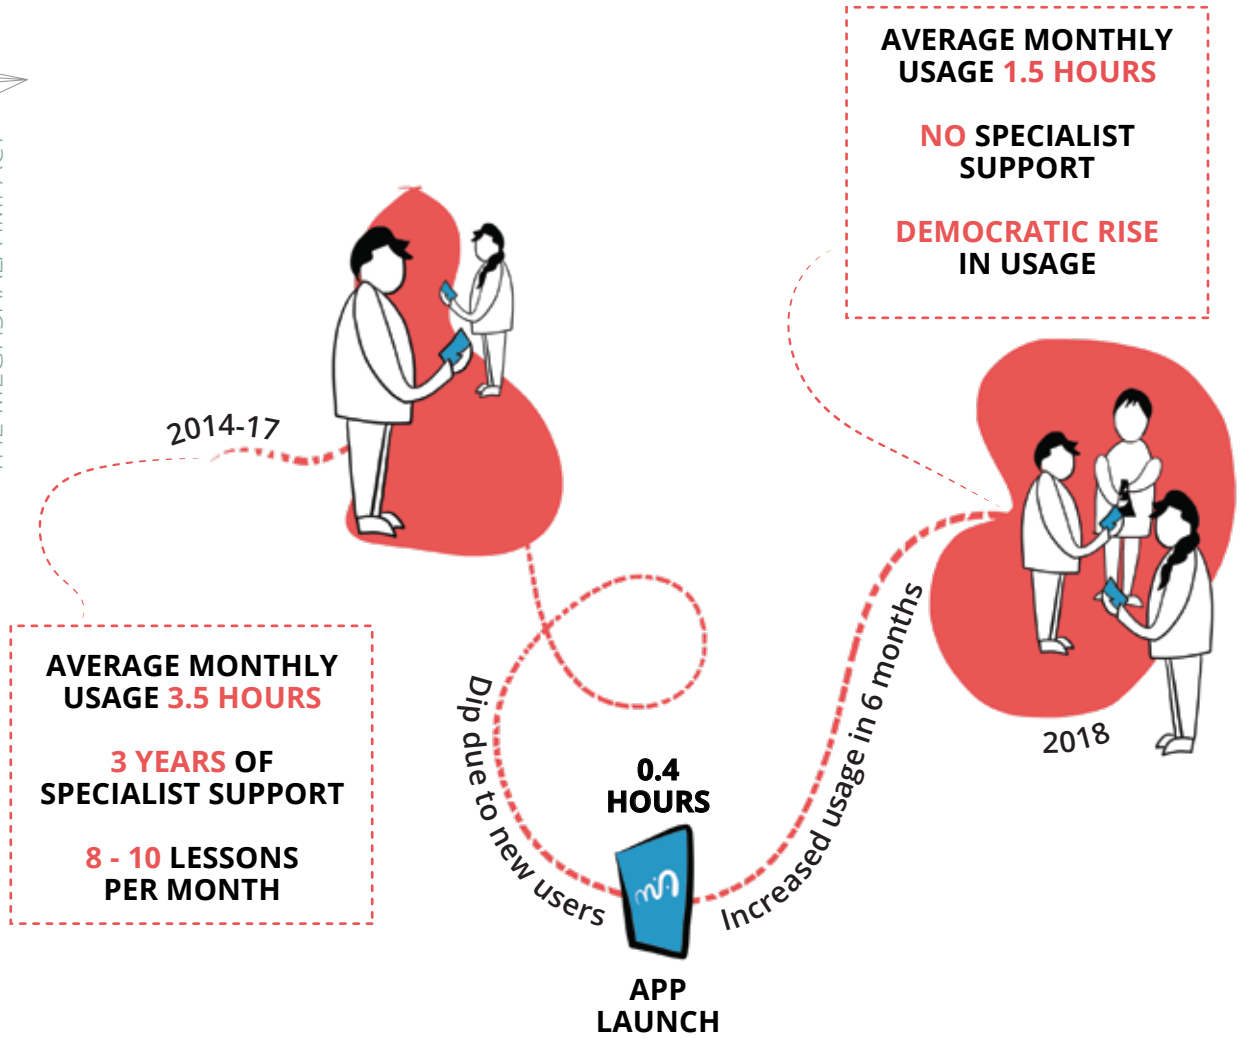 2014-17
AVERAGE MONTHLY
USAGE 3.5 HOURS
3 YEARS OF
SPECIALIST SUPPORT
8 - 10 LESSONS
PER MONTH
Dip due to new users
0.4
HOURS
APP
LAUNCH
Increased usage in 6 months
AVERAGE MONTHLY
USAGE 1.5 HOURS
NO SPECIALIST
SUPPORT
DEMOCRATIC RISE
IN USAGE
2018